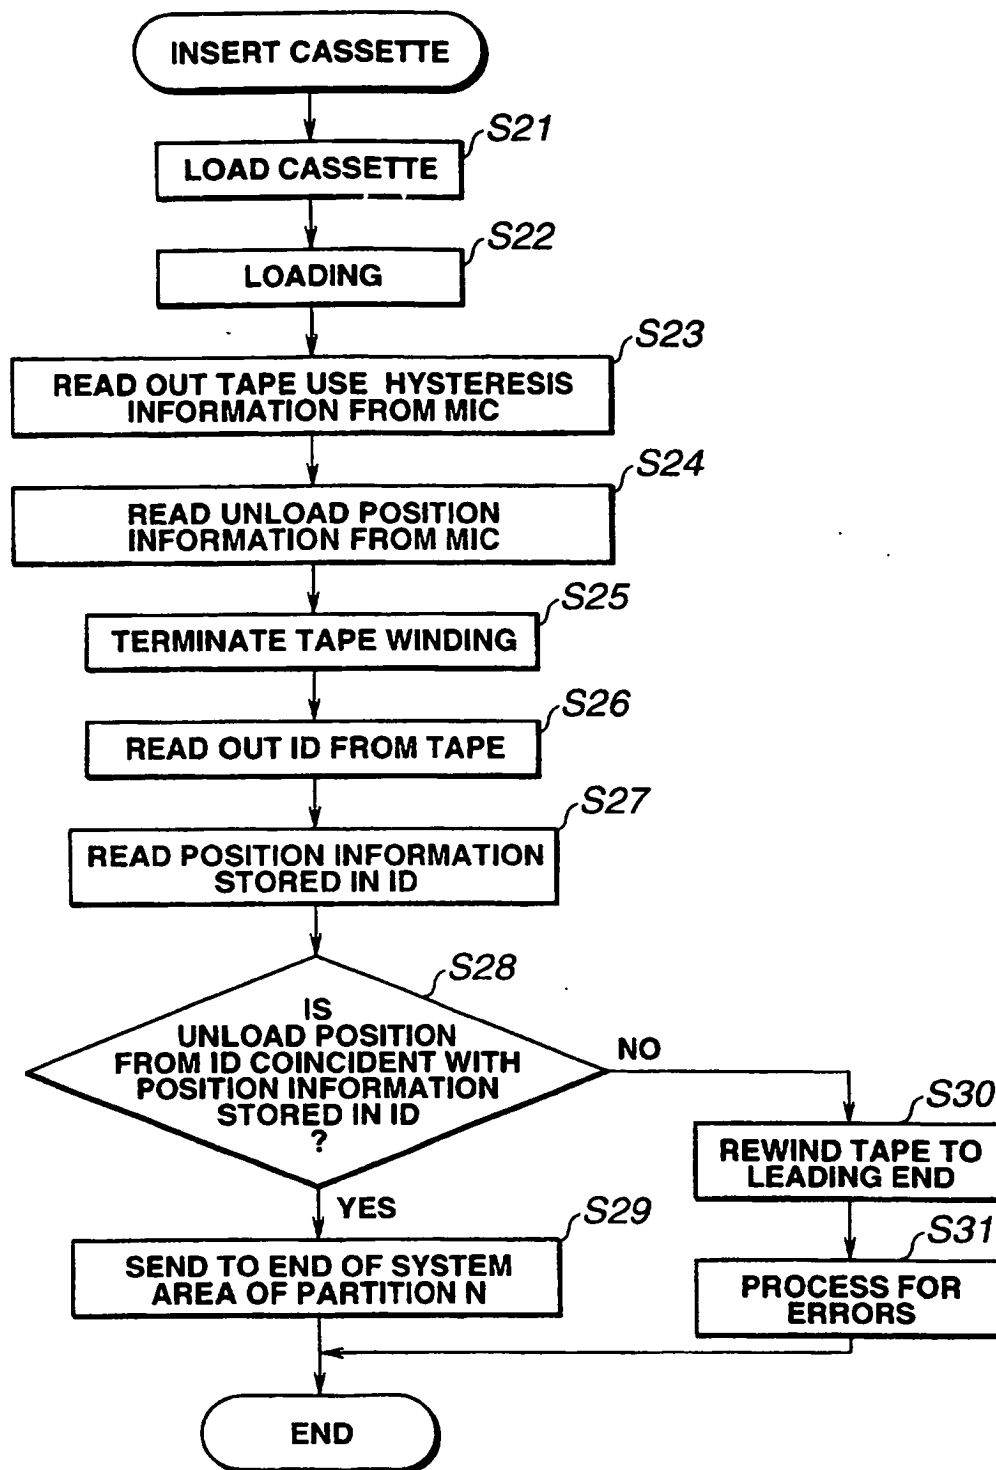 INSERT CASSETTE
S21
LOAD CASSETTE
S22
LOADING
S23
READ OUT TAPE USE HYSTERESIS
INFORMATION FROM MIC
S24
READ UNLOAD POSITION
INFORMATION FROM MIC
S25
TERMINATE TAPE WINDING
S26
READ OUT ID FROM TAPE
S27
READ POSITION INFORMATION
STORED IN ID
S28
IS
UNLOAD POSITION
FROM ID COINCIDENT WITH
POSITION INFORMATION
STORED IN ID
?
NO
S30
REWIND TAPE TO
LEADING END
YES
S29
SEND TO END OF SYSTEM
AREA OF PARTITION N
S31
PROCESS FOR
ERRORS
END